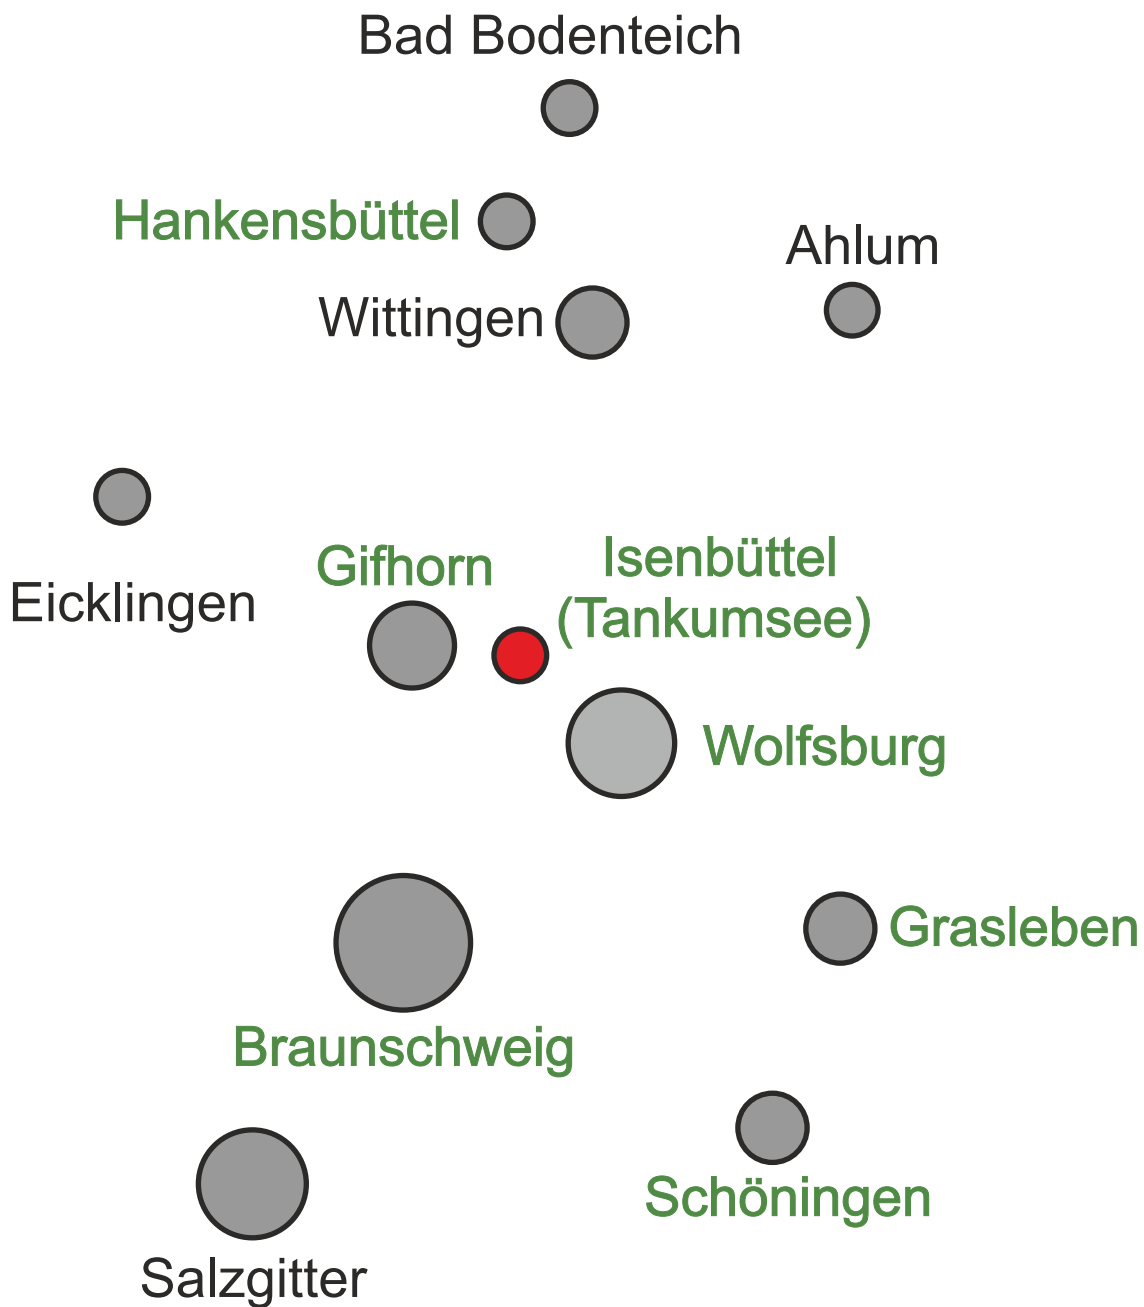 Bad Bodenteich
Hankensbüttel
Ahlum
Wittingen
Eicklingen
Gifhorn
Isenbüttel
(Tankumsee)
Wolfsburg
Grasleben
Braunschweig
Schöningen
Salzgitter